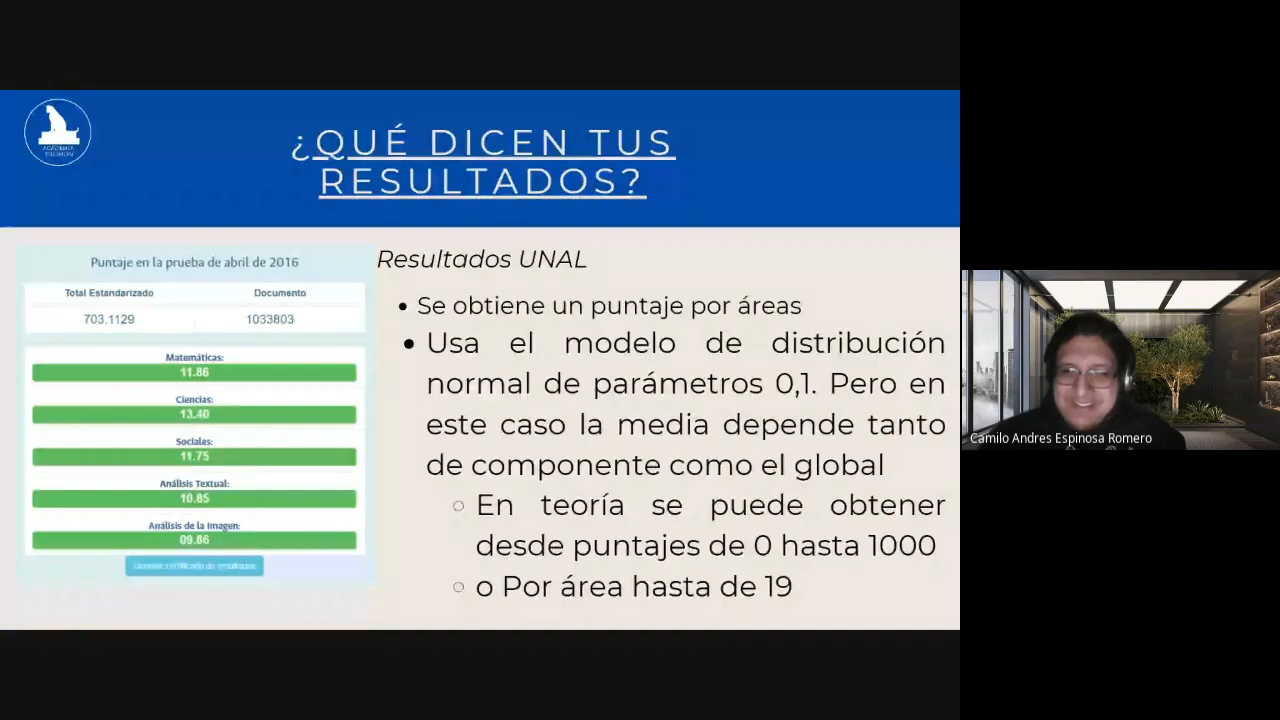 ¿QUÉ DICEN TUS
RESULTADOS?
ACADEMIA
Puntaje en la prueba de abril de 2016
Total Estandarizado Documento
703.1129 1033803
Matemáticas:
11.86
Ciencias:
13.40
Sociales:
11.75
Análisis Textual:
10.85
Análisis de la Imagen:
09.86
certificado de resultados
Resultados UNAL
• Se obtiene un puntaje por áreas
• Usa el modelo de distribución
normal de parámetros 0,1. Pero en
este caso la media depende tanto
de componente como el global
○ En teoría se puede obtener
desde puntajes de 0 hasta 1000
○ o Por área hasta de 19
Camilo Andres Espinosa Romero